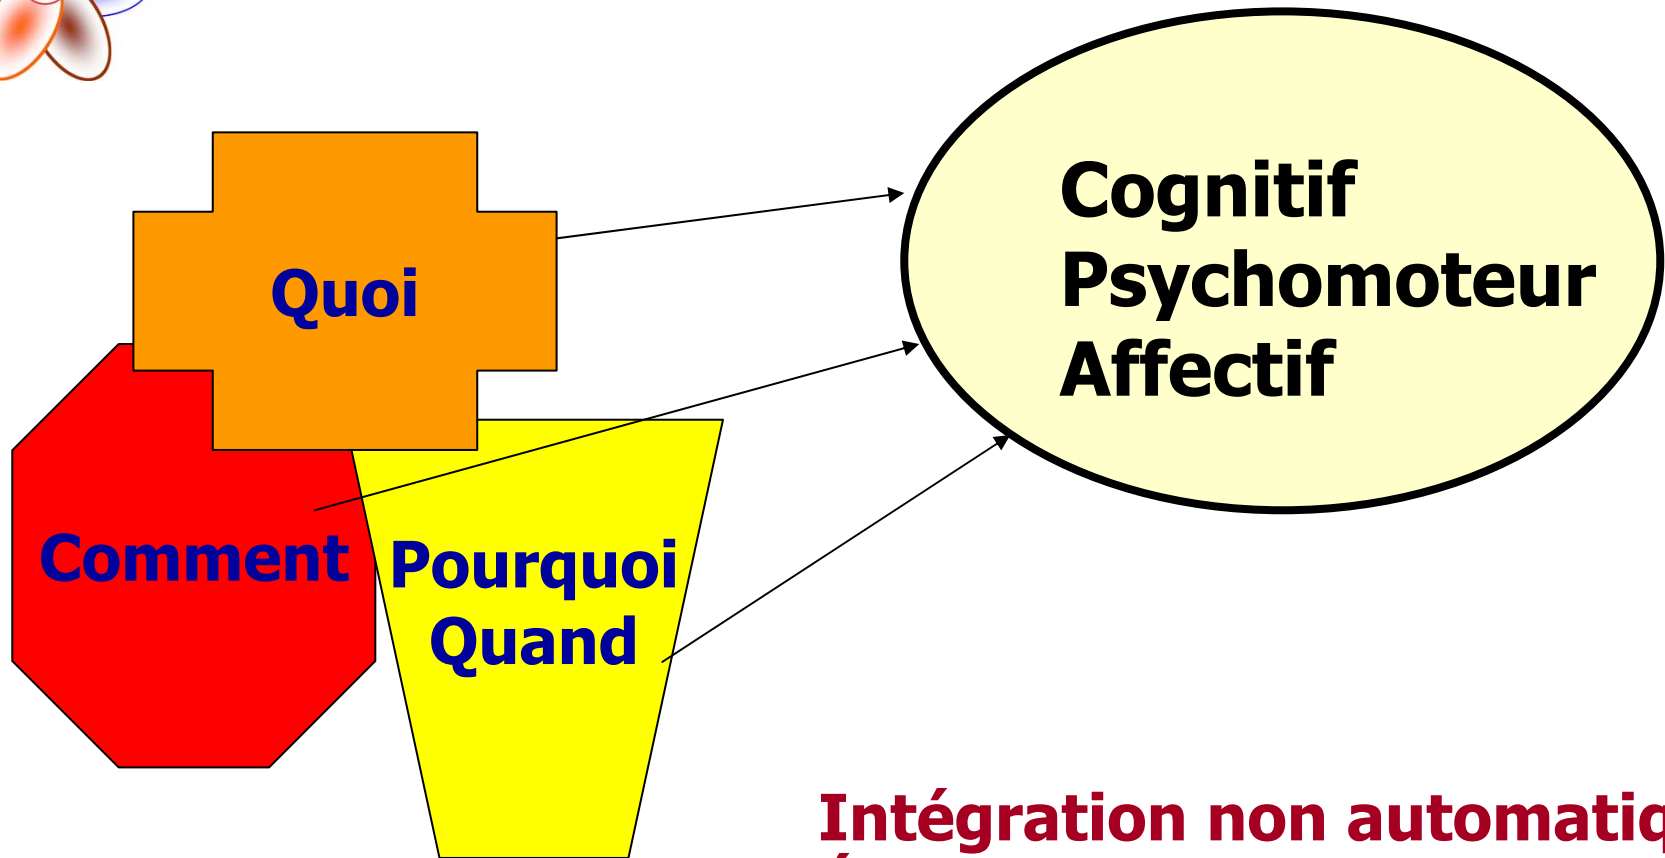 Quoi
Comment
Pourquoi
Quand
Cognitif
Psychomoteur
Affectif
Intégration non automatiq